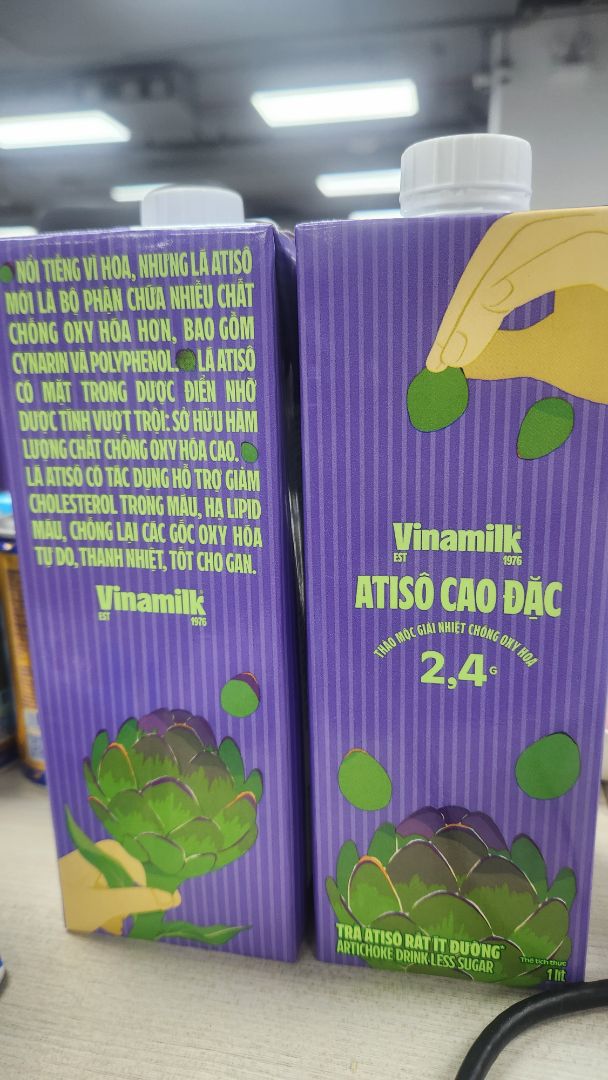 NỔI TIẾNG VÌ HOA, NHƯNG LÁ ATISÔ
MỚI LÀ BỘ PHẬN CHỨA NHIỀU CHẤT
CHỐNG OXY HÓA HƠN, BAO GỒM
CYNARIN VÀ POLYPHENOL. LÁ ATISÔ
CÓ MẶT TRONG DƯỢC ĐIỂN NHỜ
DƯỢC TÍNH VƯỢT TRỘI: SỞ HỮU HÀM
LƯỢNG CHẤT CHỐNG OXY HÓA CAO.
LÁ ATISÔ CÓ TÁC DỤNG HỖ TRỢ GIẢM
CHOLESTEROL TRONG MÁU, HẠ LIPID
MÁU, CHỐNG LẠI CÁC GỐC OXY HÓA
TỰ DO, THANH NHIỆT, TỐT CHO GAN.
Vinamilk
EST 1976
Vinamilk
EST 1976
ATISÔ CAO ĐẶC
THẢO MỘC GIẢI NHIỆT CHỐNG OXY HÓA
2,4G
TRÀ ATISÔ RẤT ÍT ĐƯỜNG*
ARTICHOKE DRINK LESS SUGAR
Thể tích thực
1 lít